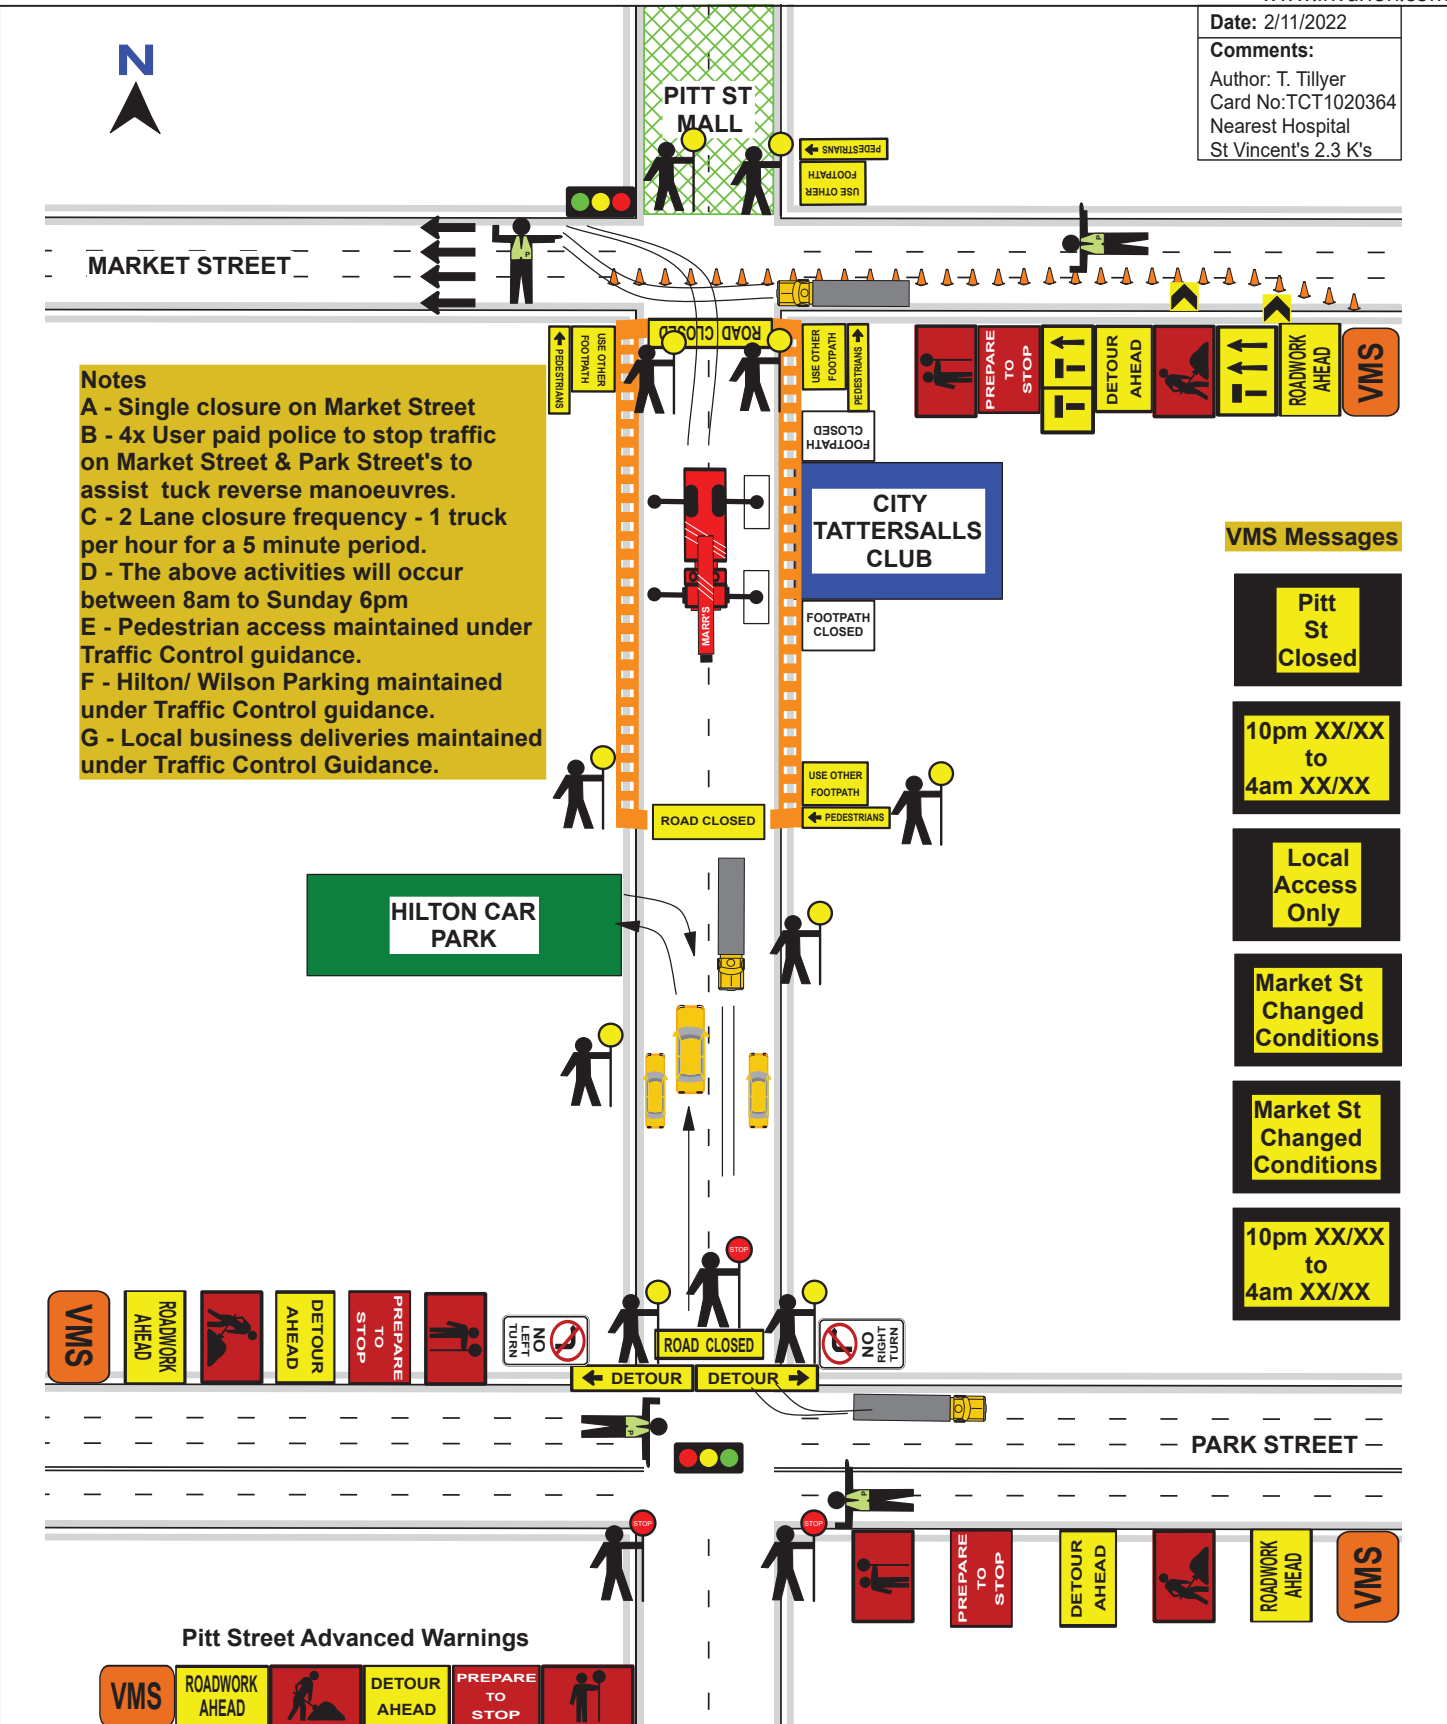 Date: 2/11/2022
Comments:
Author: T. Tillyer
Card No:TCT1020364
Nearest Hospital
St Vincent's 2.3 K's
N
PITT ST
MALL
PEDESTRIANS
USE OTHER
FOOTPATH
MARKET STREET
P
P
ROAD CLOSED
PEDESTRIANS
USE OTHER
FOOTPATH
USE OTHER
FOOTPATH
PEDESTRIANS
FOOTPATH
CLOSED
PREPARE
TO
STOP
DETOUR
AHEAD
ROADWORK
AHEAD
VMS
Notes
A - Single closure on Market Street
B - 4x User paid police to stop traffic
on Market Street & Park Street's to
assist tuck reverse manoeuvres.
C - 2 Lane closure frequency - 1 truck
per hour for a 5 minute period.
D - The above activities will occur
between 8am to Sunday 6pm
E - Pedestrian access maintained under
Traffic Control guidance.
F - Hilton/ Wilson Parking maintained
under Traffic Control guidance.
G - Local business deliveries maintained
under Traffic Control Guidance.
CITY
TATTERSALLS
CLUB
MARR'S
FOOTPATH
CLOSED
VMS Messages
Pitt
St
Closed
10pm XX/XX
to
4am XX/XX
Local
Access
Only
Market St
Changed
Conditions
Market St
Changed
Conditions
10pm XX/XX
to
4am XX/XX
USE OTHER
FOOTPATH
PEDESTRIANS
ROAD CLOSED
HILTON CAR
PARK
STOP
VMS
ROADWORK
AHEAD
DETOUR
AHEAD
PREPARE
TO
STOP
NO
LEFT
TURN
ROAD CLOSED
NO
RIGHT
TURN
DETOUR
DETOUR
P
PARK STREET
P
STOP
STOP
PREPARE
TO
STOP
DETOUR
AHEAD
ROADWORK
AHEAD
VMS
Pitt Street Advanced Warnings
VMS
ROADWORK
AHEAD
DETOUR
AHEAD
PREPARE
TO
STOP